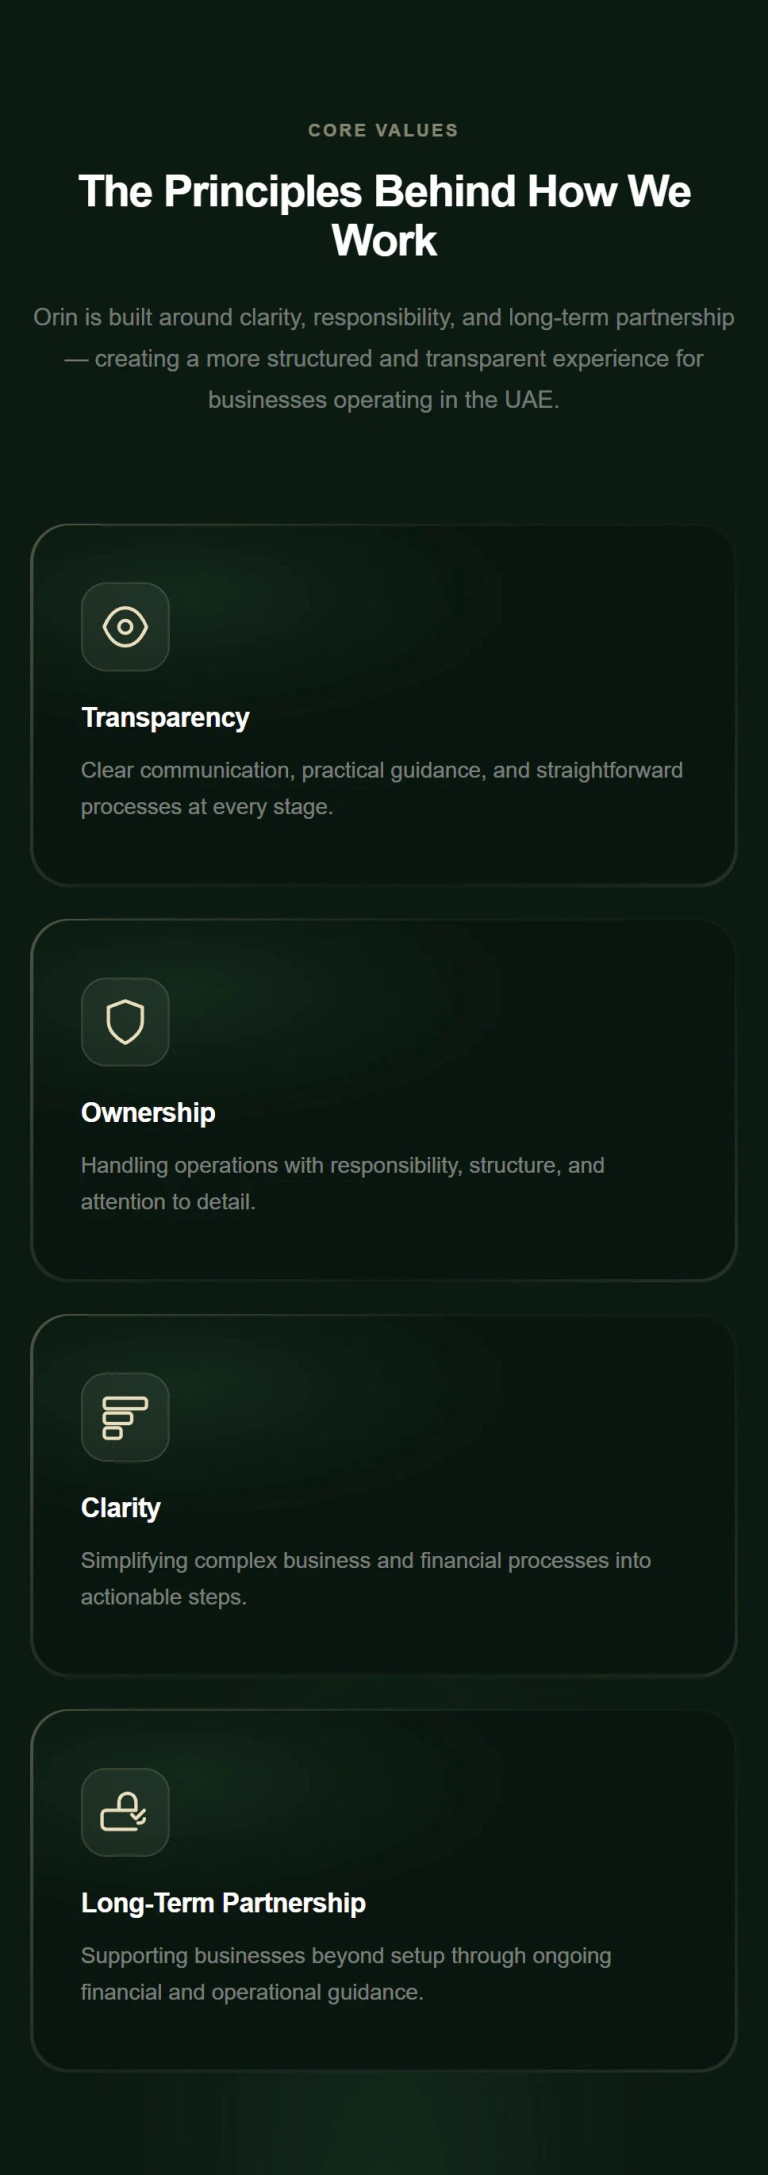 CORE VALUES
The Principles Behind How We
Work
Orin is built around clarity, responsibility, and long-term partnership
— creating a more structured and transparent experience for
businesses operating in the UAE.
Transparency
Clear communication, practical guidance, and straightforward
processes at every stage.
Ownership
Handling operations with responsibility, structure, and
attention to detail.
Clarity
Simplifying complex business and financial processes into
actionable steps.
Long-Term Partnership
Supporting businesses beyond setup through ongoing
financial and operational guidance.